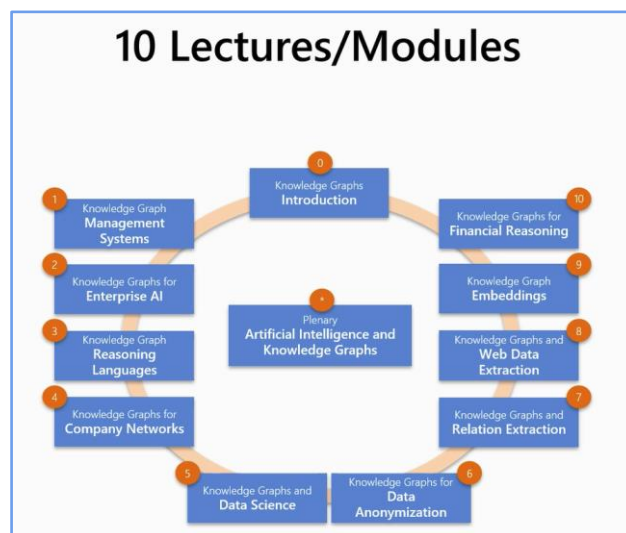 10 Lectures/Modules
0
Knowledge Graphs
Introduction
1
Knowledge Graph
Management
Systems
2
Knowledge Graphs for
Enterprise AI
3
Knowledge Graph
Reasoning
Languages
4
Knowledge Graphs for
Company Networks
5
Knowledge Graphs and
Data Science
6
Knowledge Graphs for
Data
Anonymization
7
Knowledge Graphs and
Relation Extraction
8
Knowledge Graphs and
Web Data
Extraction
9
Knowledge Graph
Embeddings
10
Knowledge Graphs for
Financial Reasoning
*
Plenary
Artificial Intelligence and
Knowledge Graphs